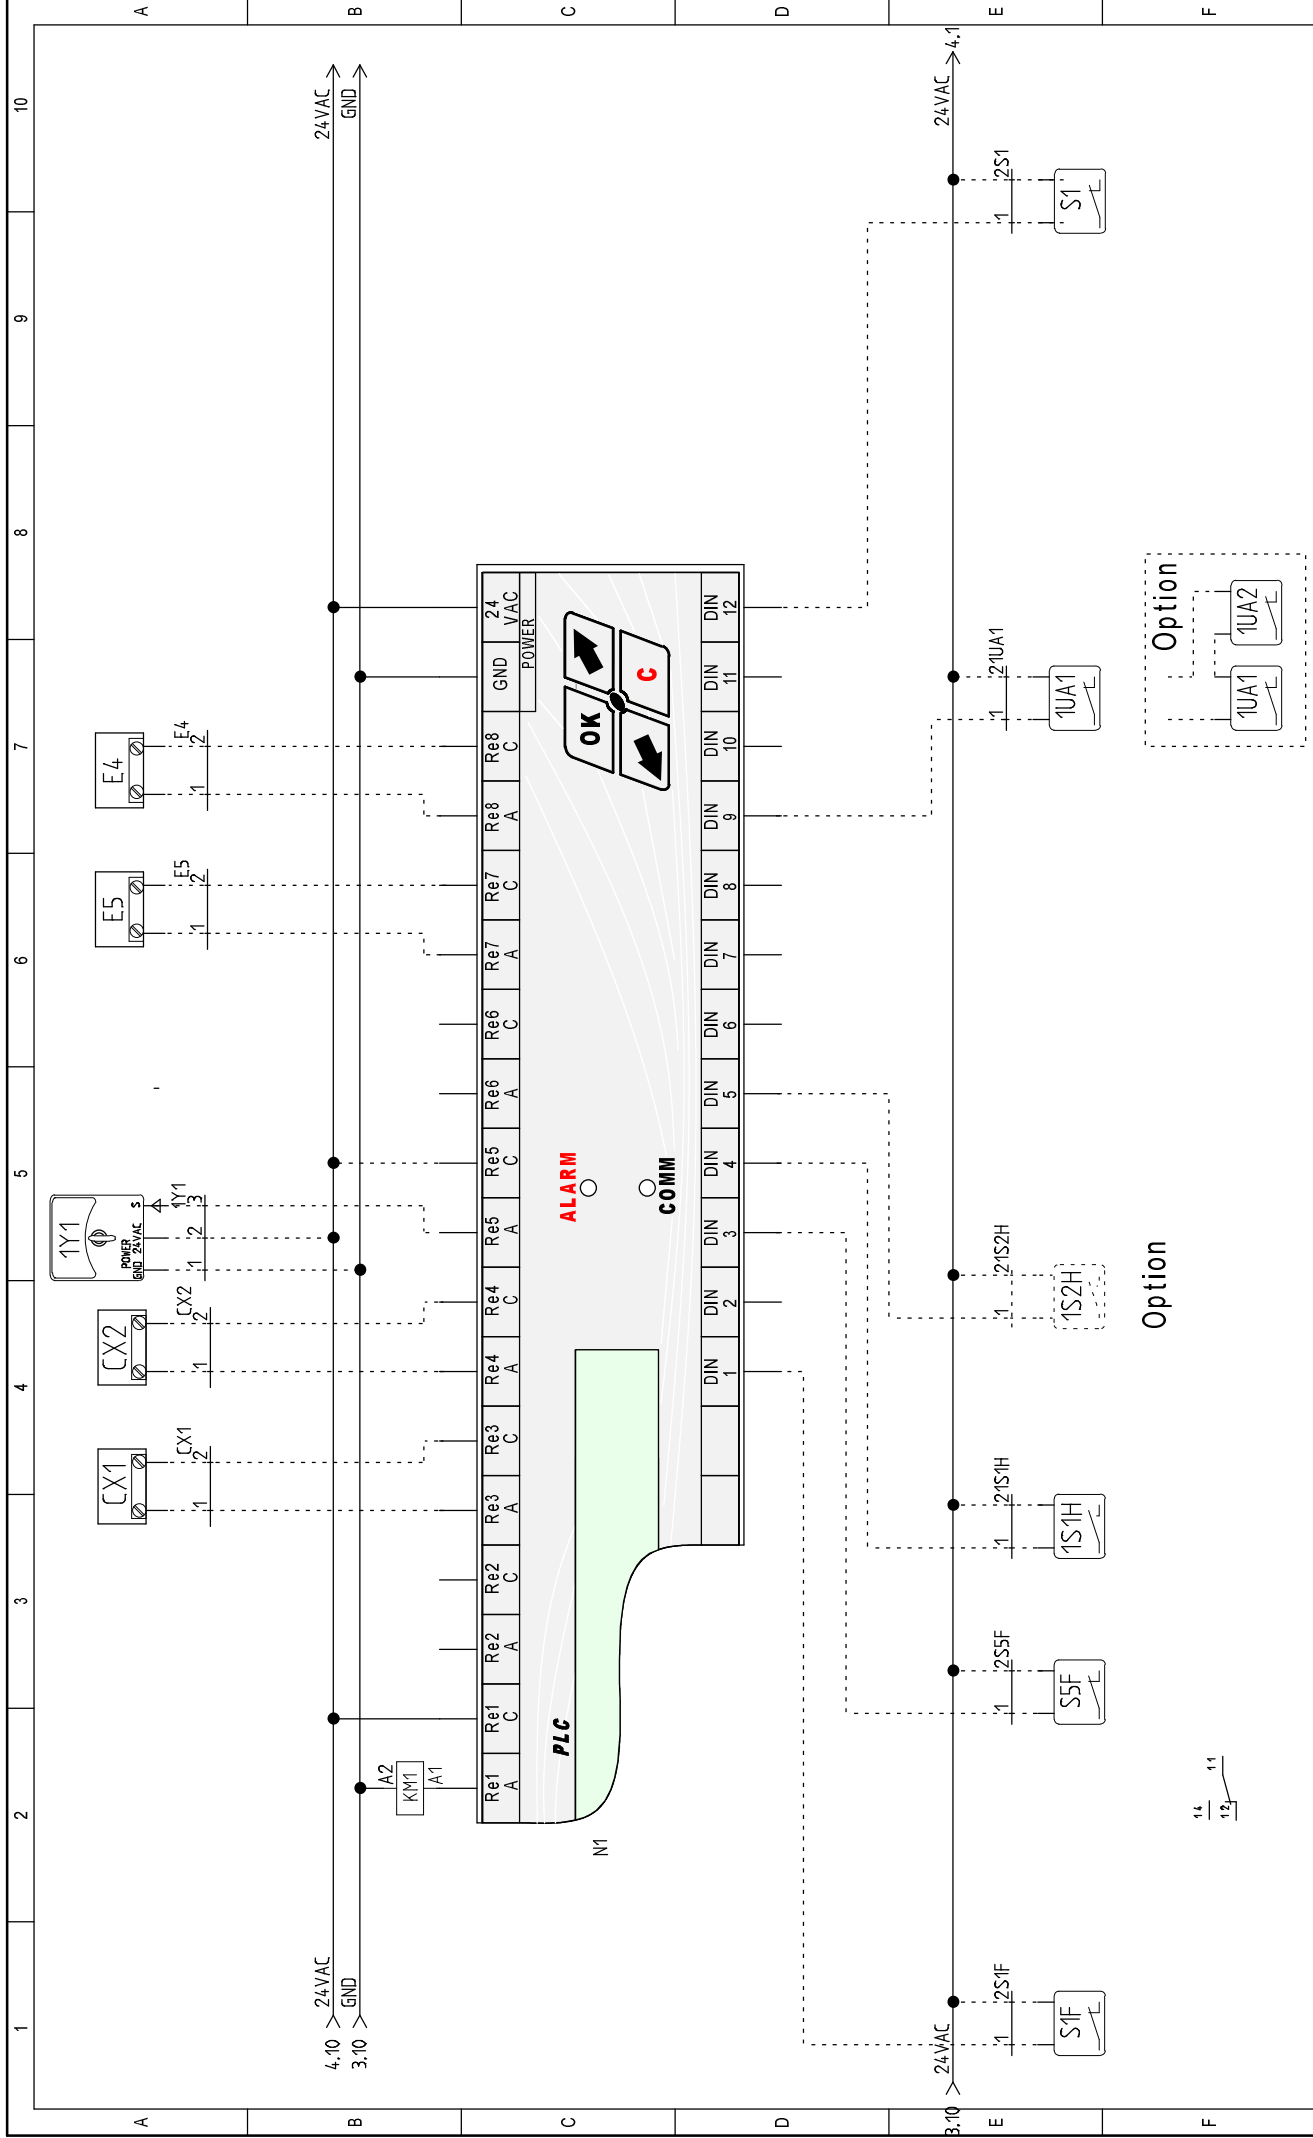 1 2 3 4 5 6 7 8 9 10
A
1Y1
POWER
GND 24VAC S
CX1 CX2 E5 E4
1 2 CX1
1 2 CX2
1 2 3 1Y1
1 2 E5
1 2 E4
B
4.10 24VAC 24VAC
3.10 GND GND
A2
KM1
A1
C
Re1 A
Re1 C
Re2 A
Re2 C
Re3 A
Re3 C
Re4 A
Re4 C
Re5 A
Re5 C
Re6 A
Re6 C
Re7 A
Re7 C
Re8 A
Re8 C
GND
24 VAC
POWER
PLC
ALARM
COMM
OK
C
N1
DIN 1
DIN 2
DIN 3
DIN 4
DIN 5
DIN 6
DIN 7
DIN 8
DIN 9
DIN 10
DIN 11
DIN 12
D
3.10 24VAC 24VAC 4.1
E
1 2S1F
S1F
1 2S5F
S5F
1 21S1H
1S1H
1 21S2H
1S2H
Option
1 21UA1
1UA1
1 2S1
S1
F
14
12 11
Option
1UA1 1UA2
A B C D E F